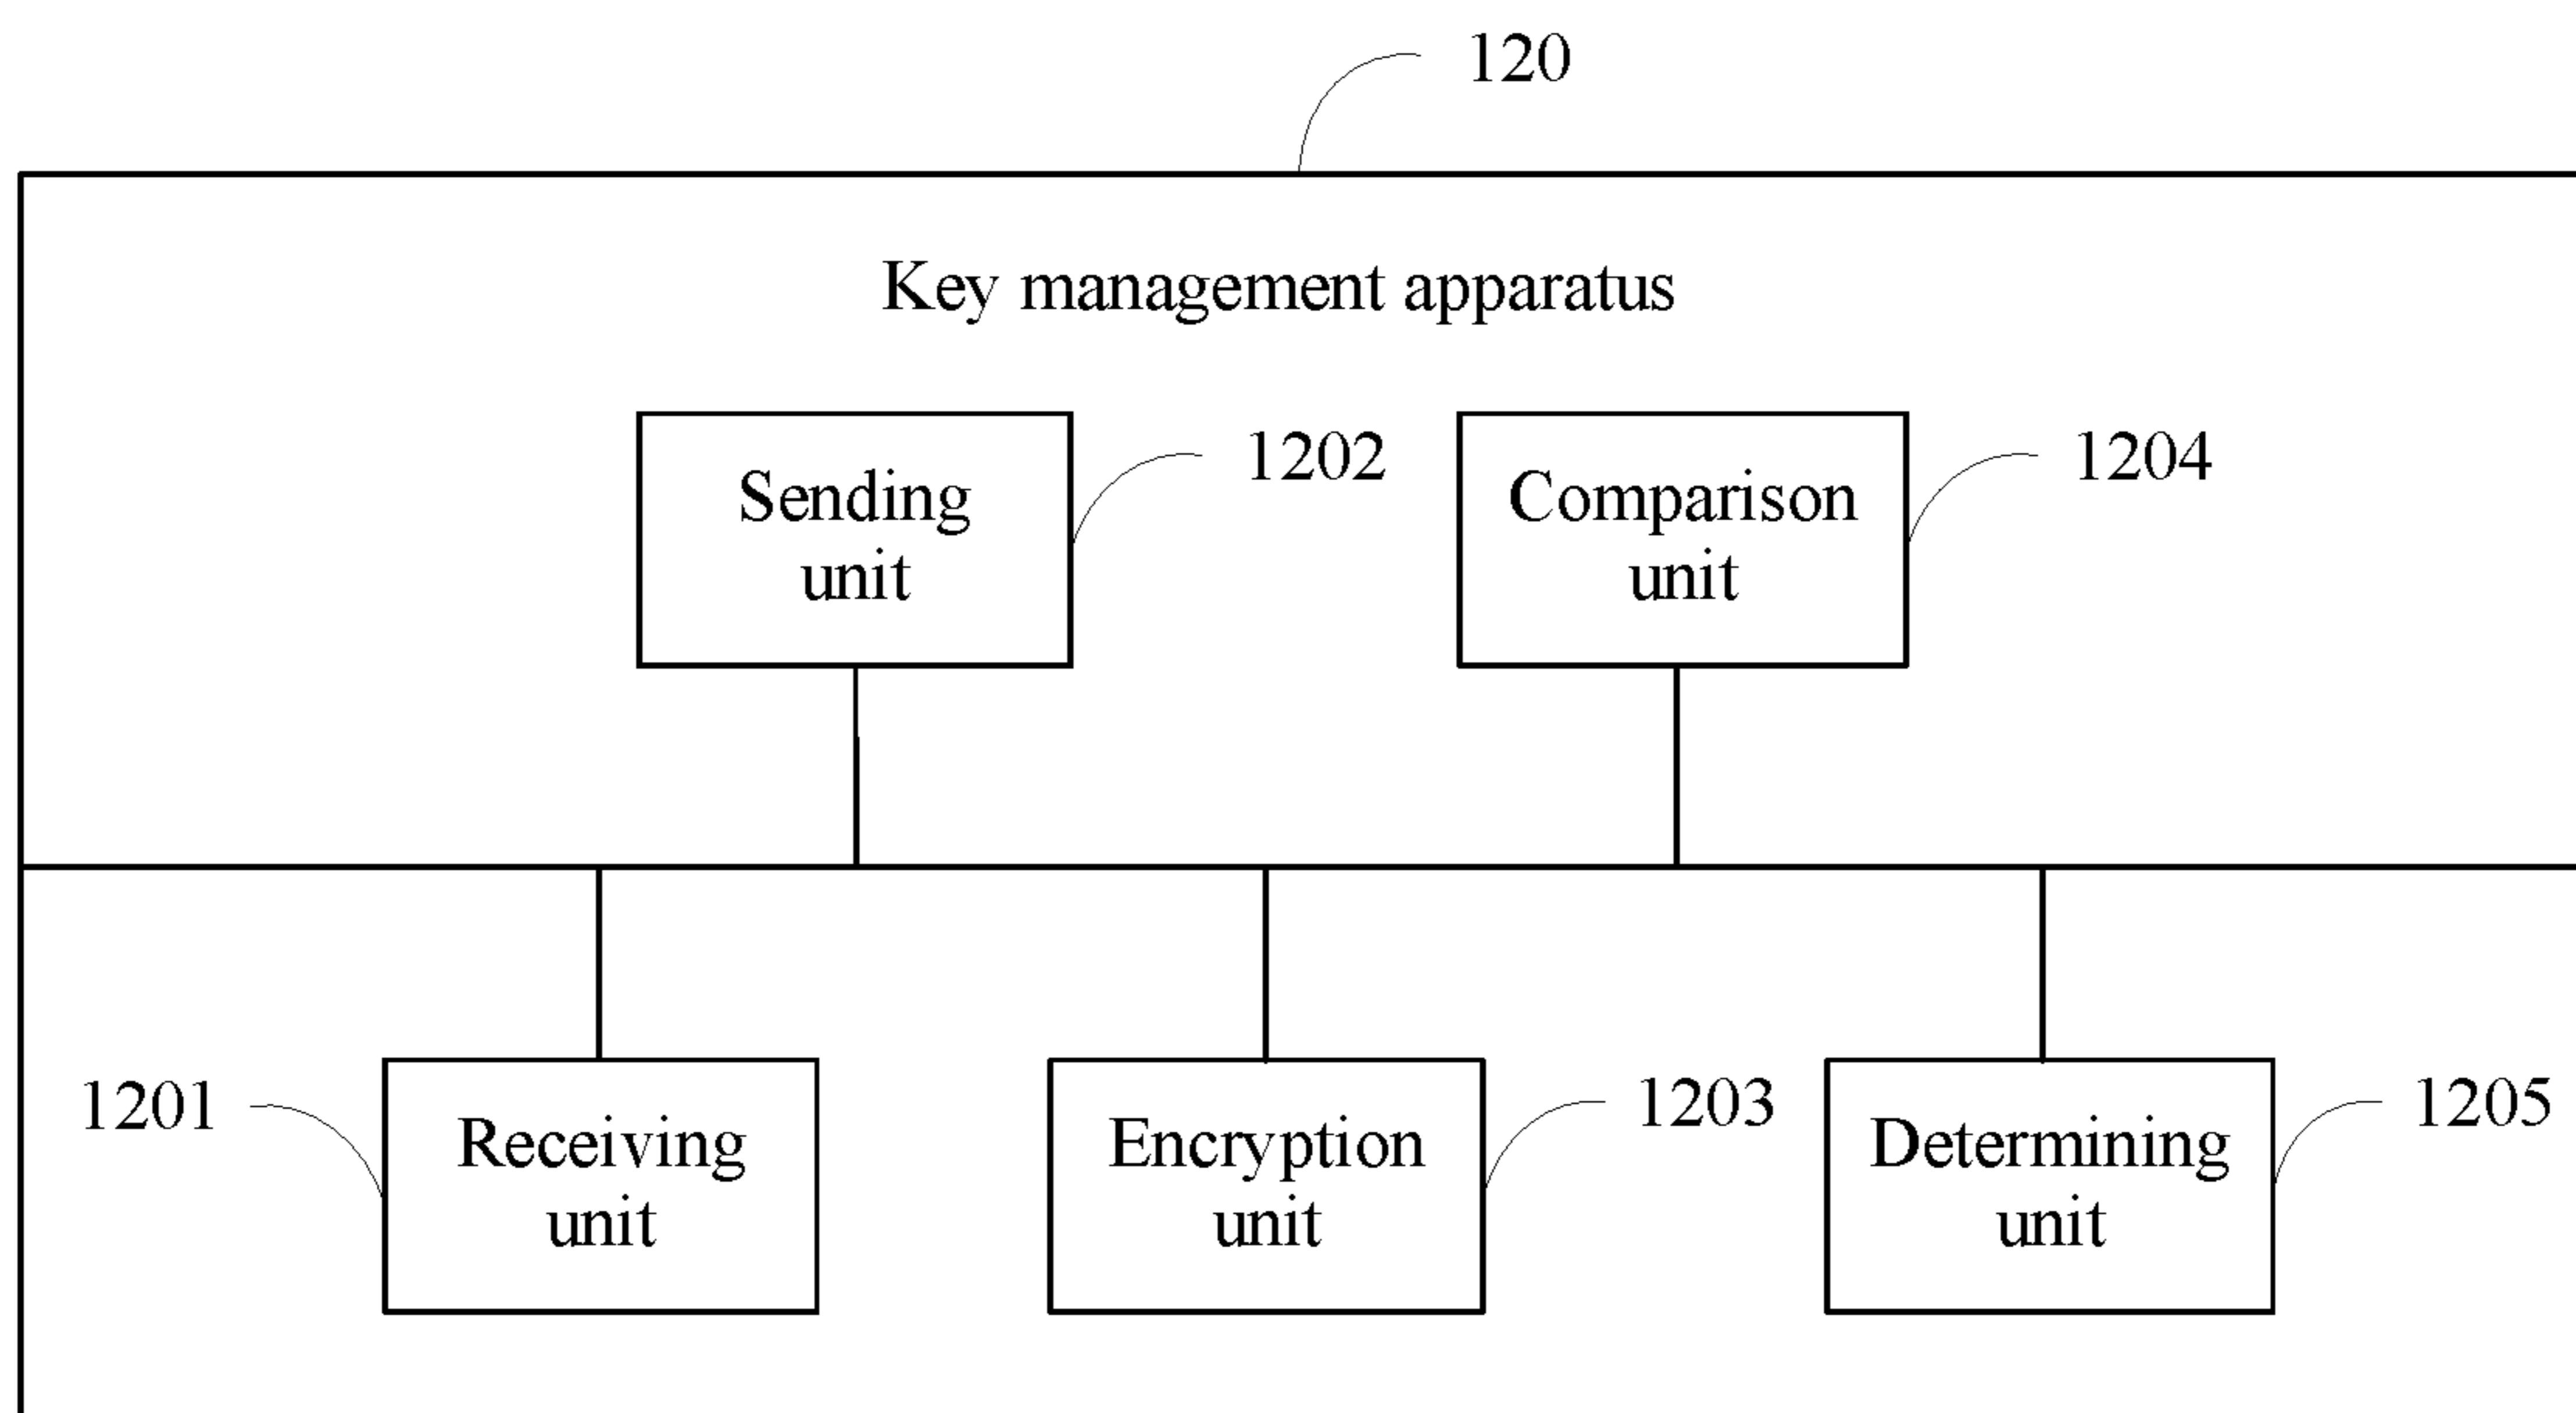 120
Key management apparatus
Sending
unit
1202
Comparison
unit
1204
1201
Receiving
unit
Encryption
unit
1203
Determining
unit
1205